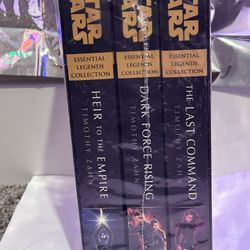 STAR
WARS
ESSENTIAL
LEGENDS
COLLECTION
HEIR TO THE EMPIRE
TIMOTHY ZAHN
STAR
WARS
ESSENTIAL
LEGENDS
COLLECTION
DARK FORCE RISING
TIMOTHY ZAHN
STAR
WARS
ESSENTIAL
LEGENDS
COLLECTION
THE LAST COMMAND
TIMOTHY ZAHN